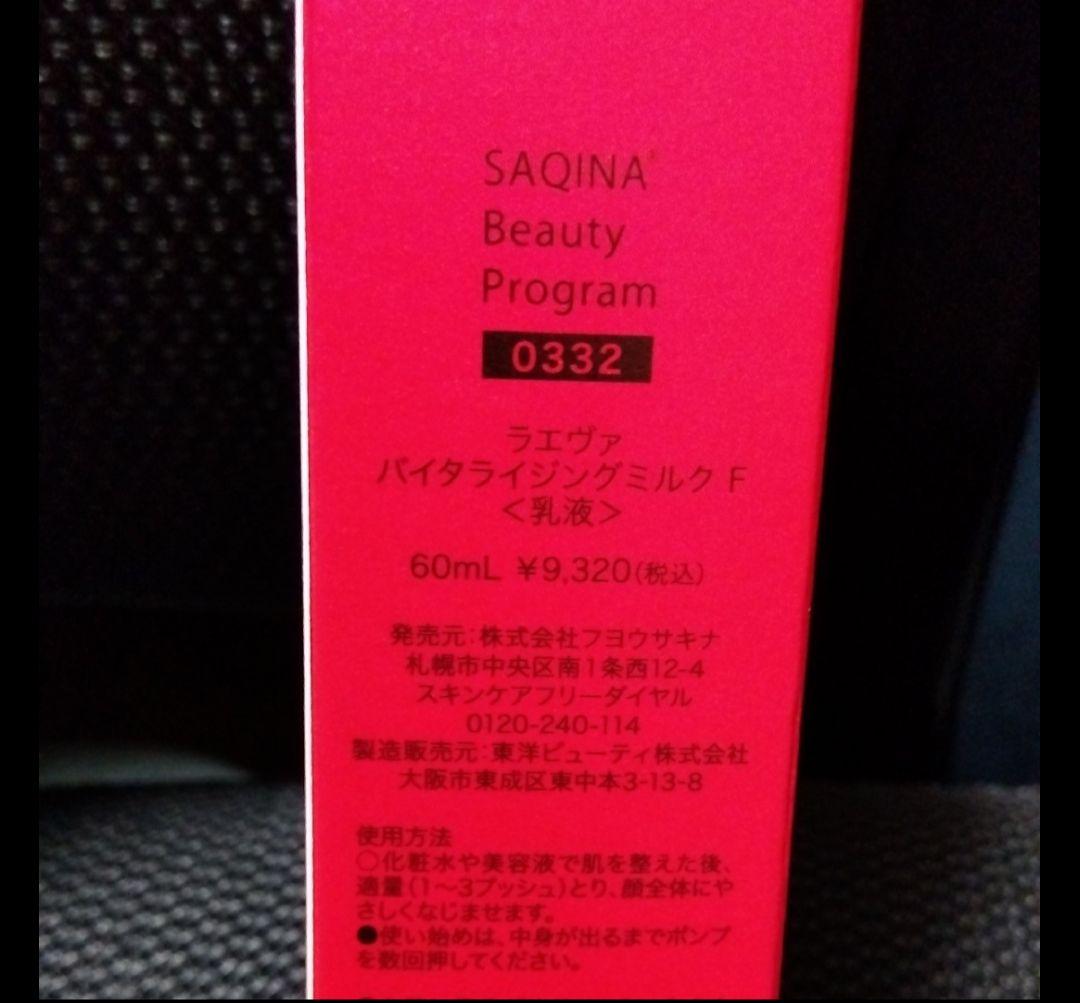 SAQINA®
Beauty
Program
0332
ラエヴァ
バイタライジングミルク F
＜乳液＞
60mL ¥9,320(税込)
発売元:株式会社フヨウサキナ
札幌市中央区南1条西12-4
スキンケアフリーダイヤル
0120-240-114
製造販売元:東洋ビューティ株式会社
大阪市東成区東中本3-13-8
使用方法
○化粧水や美容液で肌を整えた後、
適量(1～3プッシュ)とり、顔全体にや
さしくなじませます。
●使い始めは、中身が出るまでポンプ
を数回押してください。